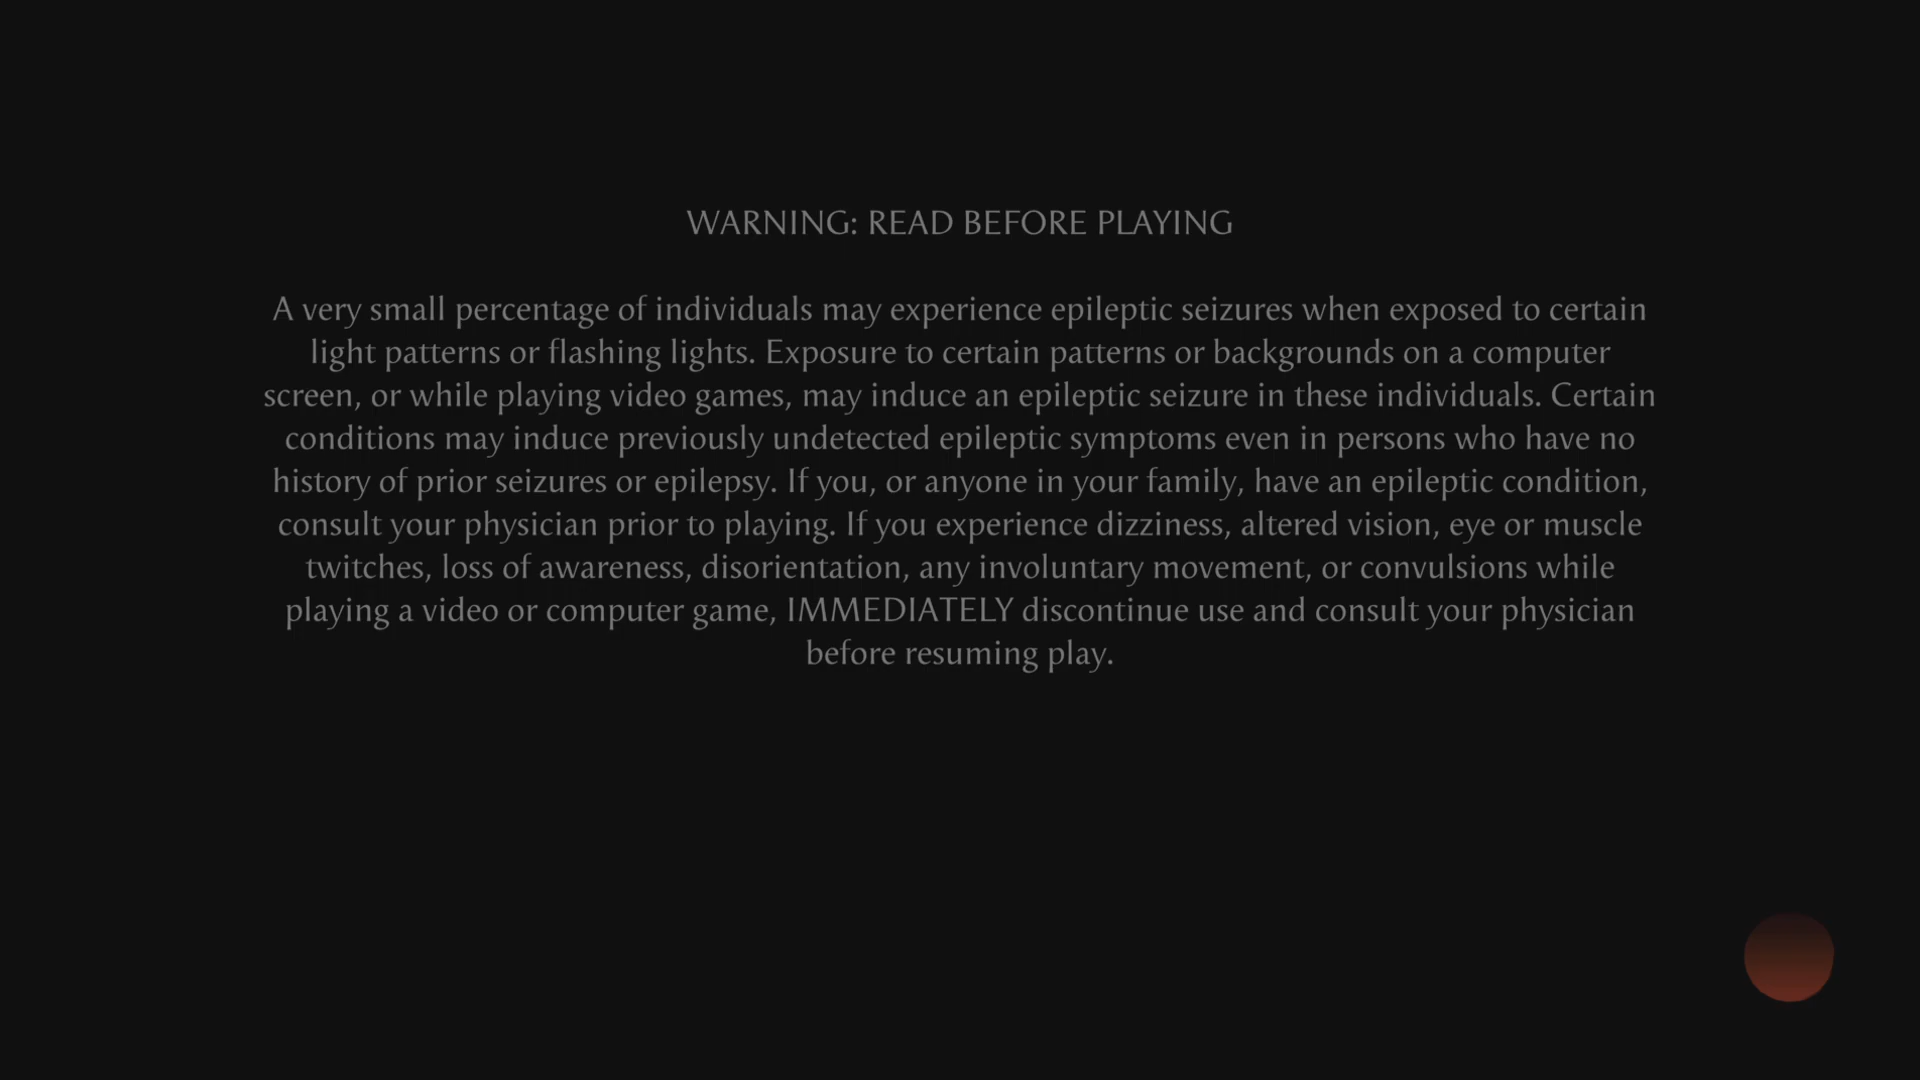 WARNING: READ BEFORE PLAYING
A very small percentage of individuals may experience epileptic seizures when exposed to certain
light patterns or flashing lights. Exposure to certain patterns or backgrounds on a computer
screen, or while playing video games, may induce an epileptic seizure in these individuals. Certain
conditions may induce previously undetected epileptic symptoms even in persons who have no
history of prior seizures or epilepsy. If you, or anyone in your family, have an epileptic condition,
consult your physician prior to playing. If you experience dizziness, altered vision, eye or muscle
twitches, loss of awareness, disorientation, any involuntary movement, or convulsions while
playing a video or computer game, IMMEDIATELY discontinue use and consult your physician
before resuming play.